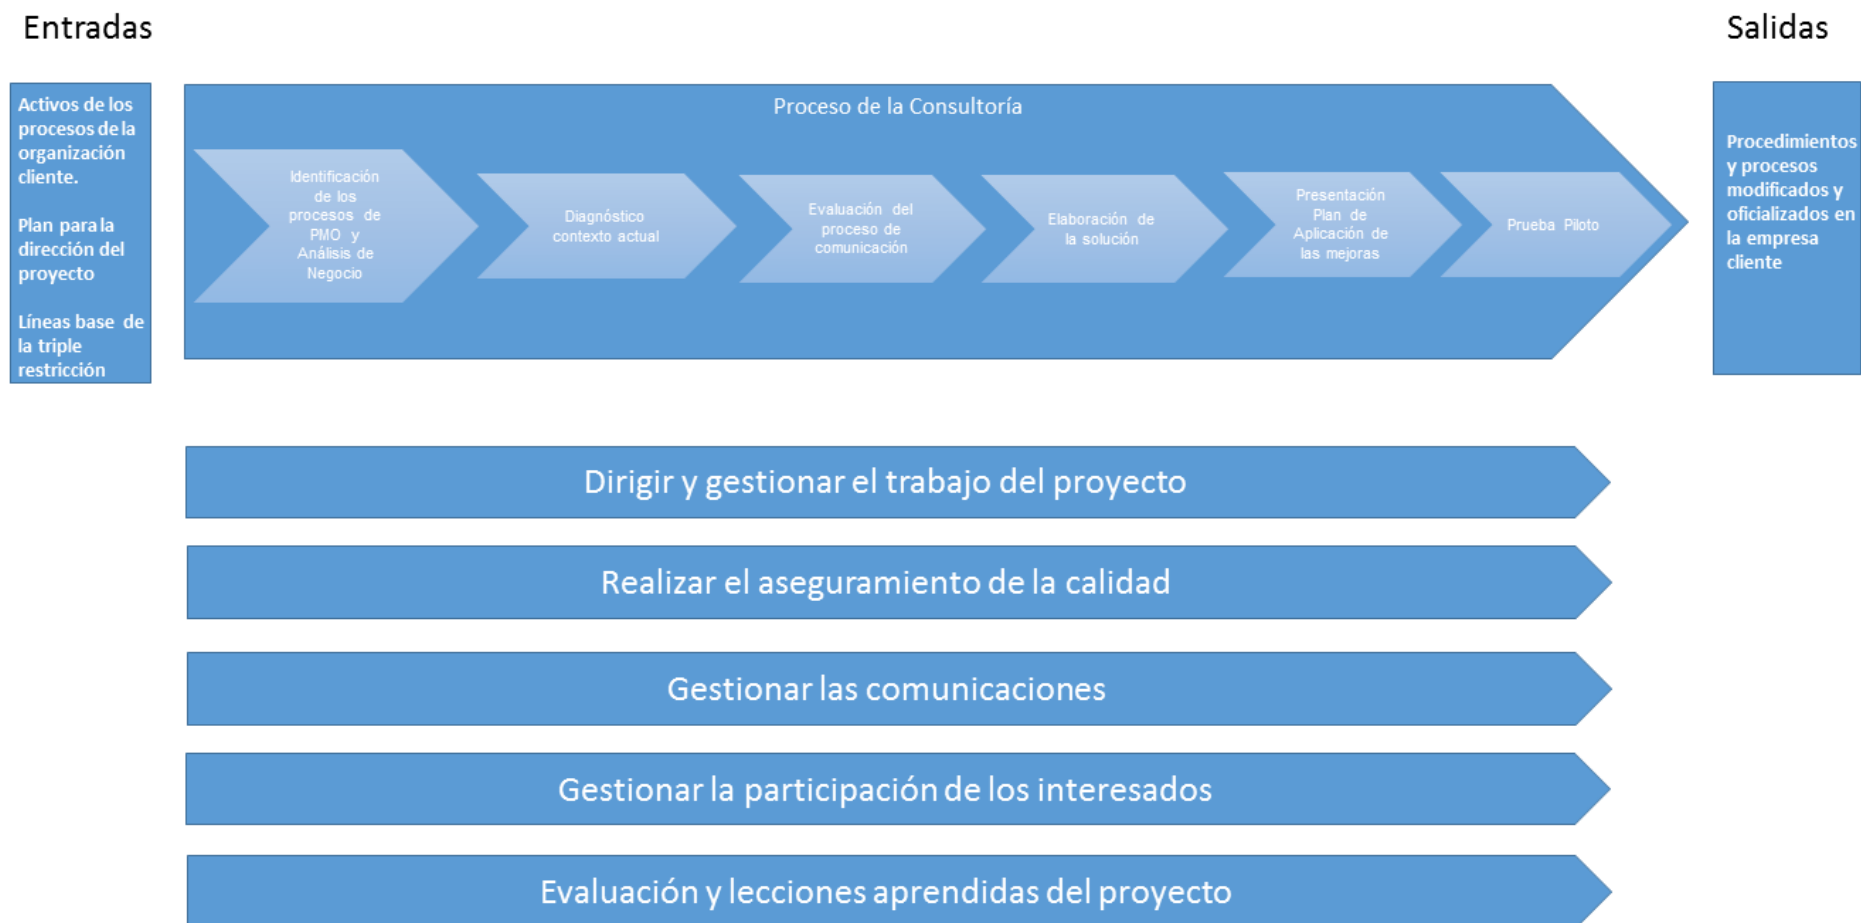 Entradas
Salidas
Activos de los
procesos de la
organización
cliente.
Plan para la
dirección del
proyecto
Líneas base de
la triple
restricción
Proceso de la Consultoría
Identificación
de los
procesos de
PMO y
Análisis de
Negocio
Diagnóstico
contexto actual
Evaluación del
proceso de
comunicación
Elaboración de
la solución
Presentación
Plan de
Aplicación de
las mejoras
Prueba Piloto
Procedimientos
y procesos
modificados y
oficializados en
la empresa
cliente
Dirigir y gestionar el trabajo del proyecto
Realizar el aseguramiento de la calidad
Gestionar las comunicaciones
Gestionar la participación de los interesados
Evaluación y lecciones aprendidas del proyecto